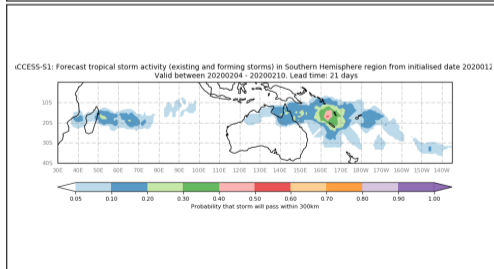 ACCESS-S1: Forecast tropical storm activity (existing and forming storms) in Southern Hemisphere region from initialised date 2020012
Valid between 20200204 - 20200210. Lead time: 21 days
10S
20S
30S
40S
30E 40E 50E 60E 70E 80E 90E 100E 110E 120E 130E 140E 150E 160E 170E 180W 170W 160W 150W 140W
0.05 0.10 0.20 0.30 0.40 0.50 0.60 0.70 0.80 0.90 1.00
Probability that storm will pass within 300km